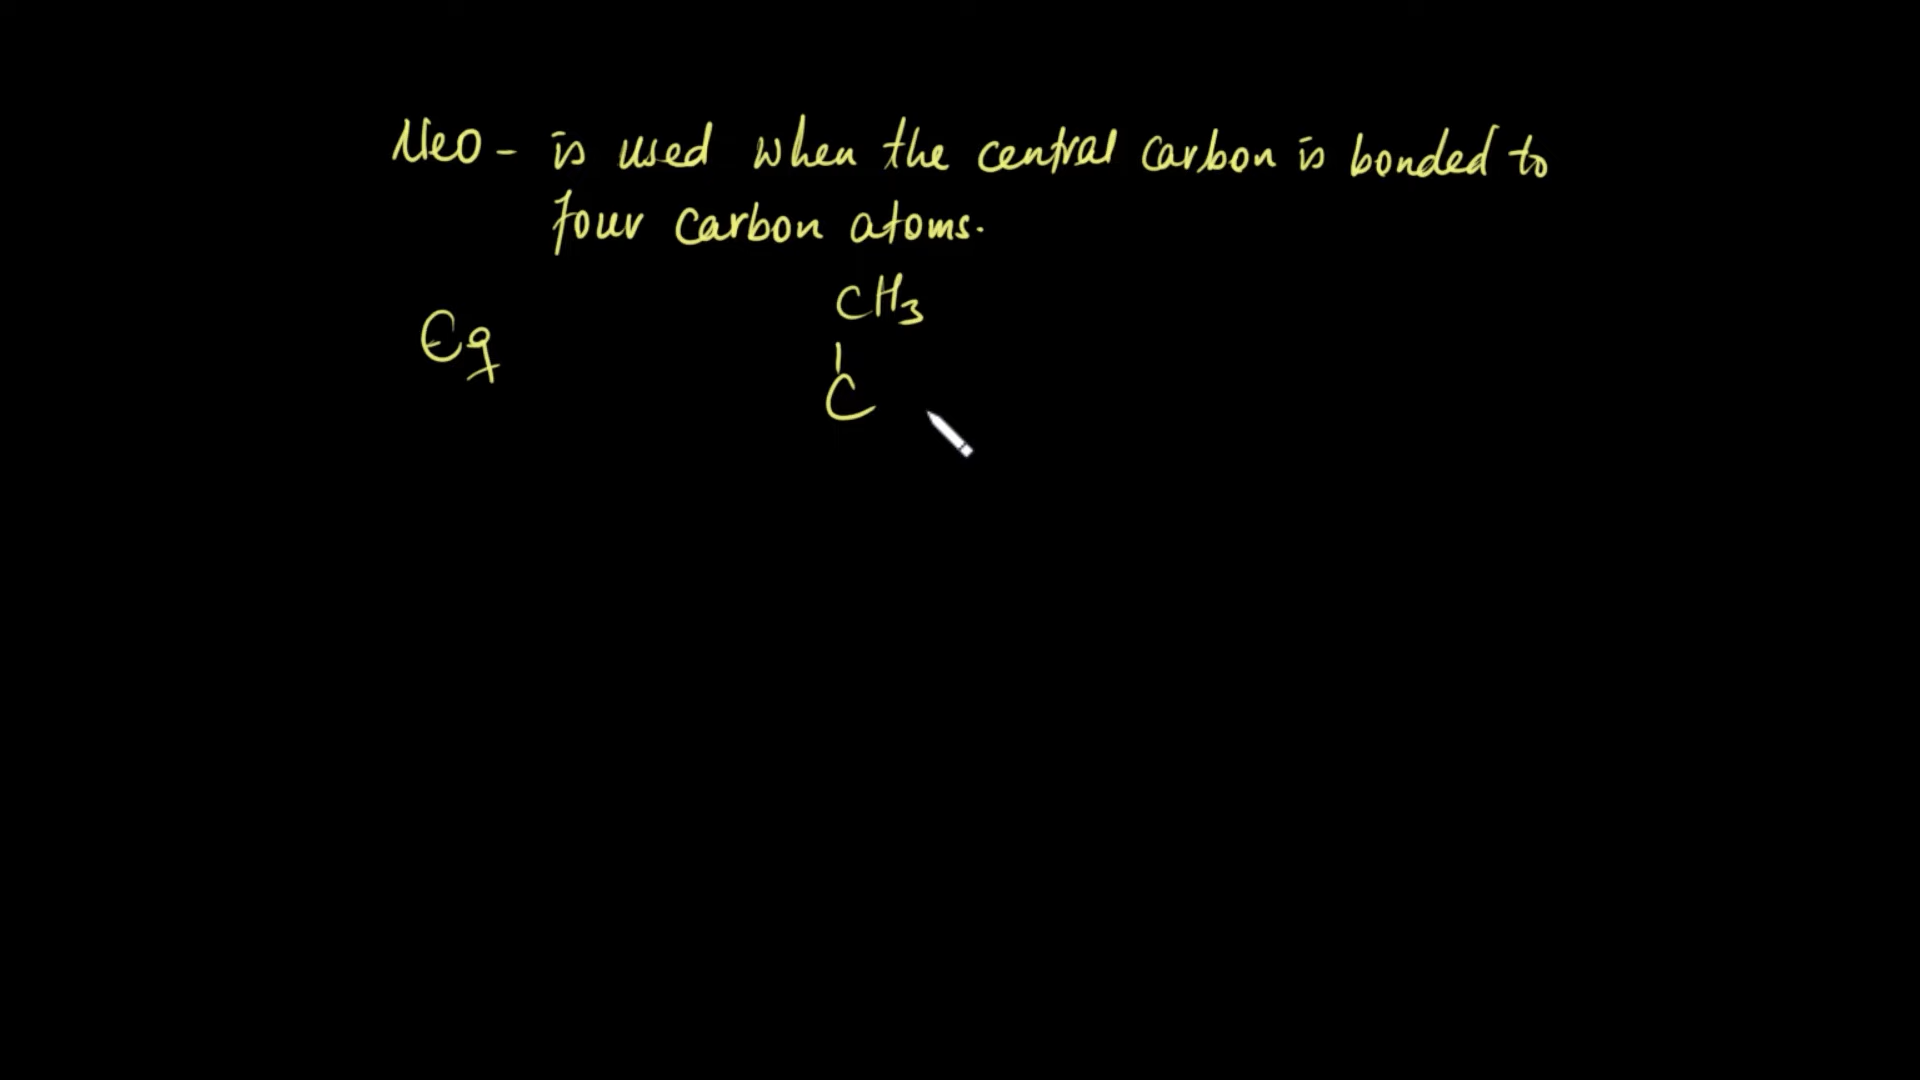 Neo - is used when the central carbon is bonded to
four carbon atoms.
CH3
Eg
C